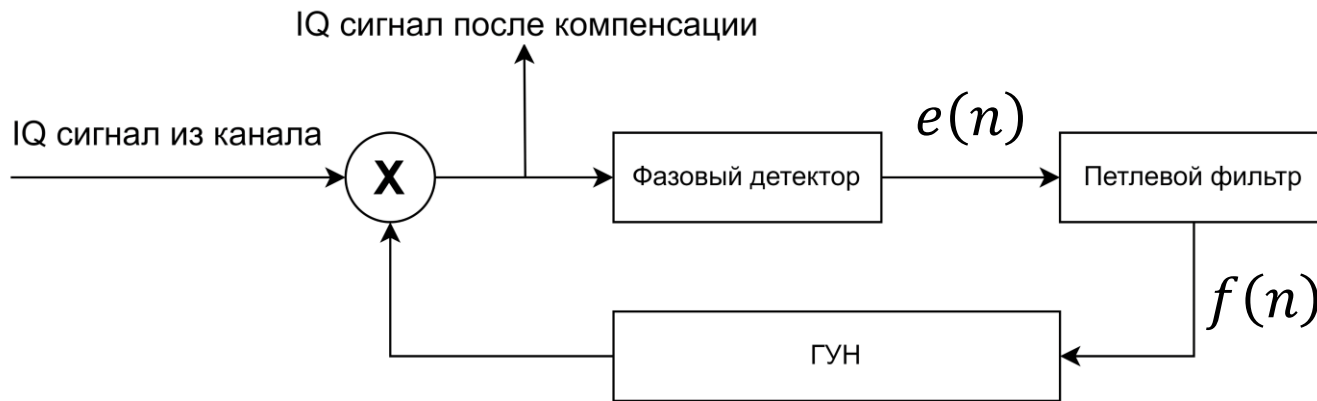 IQ сигнал после компенсации
IQ сигнал из канала
X
Фазовый детектор
e(n)
Петлевой фильтр
f(n)
ГУН